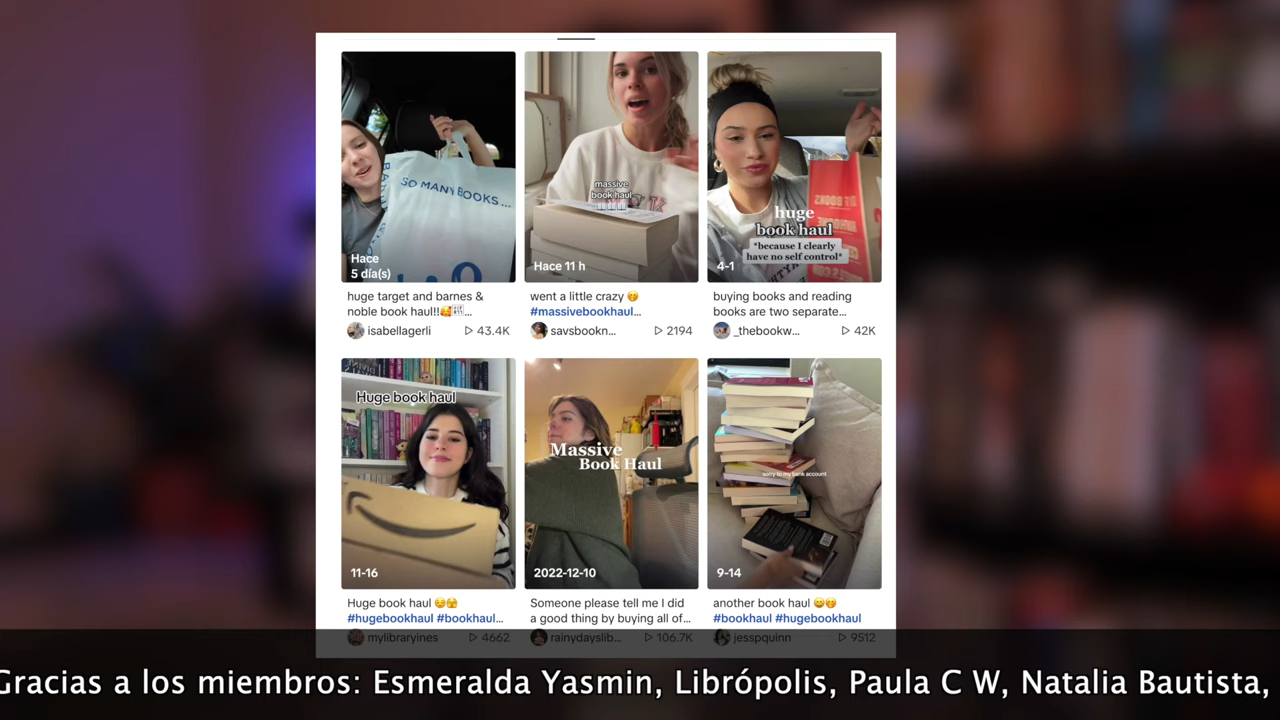 SO MANY BOOKS...
Hace
5 día(s)
huge target and barnes &
noble book haul!!🥰...
isabellagerli
43.4K
massive
book haul
Hace 11 h
went a little crazy 🤭
#massivebookhaul...
savsbookn...
2194
huge
book haul
*because I clearly
have no self control*
4-1
buying books and reading
books are two separate...
_thebookw...
42K
Huge book haul
11-16
Huge book haul
#hugebookhaul #bookhaul...
mylibraryines
4662
Massive
Book Haul
2022-12-10
Someone please tell me I did
a good thing by buying all of...
rainydayslib...
106.7K
sorry to my bank account
9-14
another book haul
#bookhaul #hugebookhaul
jesspquinn
9512
Gracias a los miembros: Esmeralda Yasmin, Librópolis, Paula C W, Natalia Bautista,